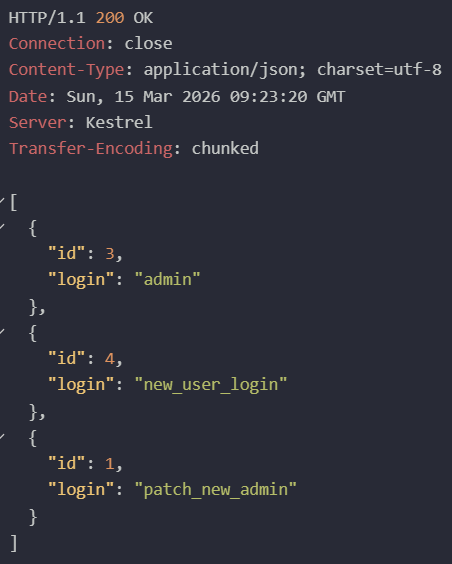 HTTP/1.1 200 OK
Connection: close
Content-Type: application/json; charset=utf-8
Date: Sun, 15 Mar 2026 09:23:20 GMT
Server: Kestrel
Transfer-Encoding: chunked

[
  {
    "id": 3,
    "login": "admin"
  },
  {
    "id": 4,
    "login": "new_user_login"
  },
  {
    "id": 1,
    "login": "patch_new_admin"
  }
]